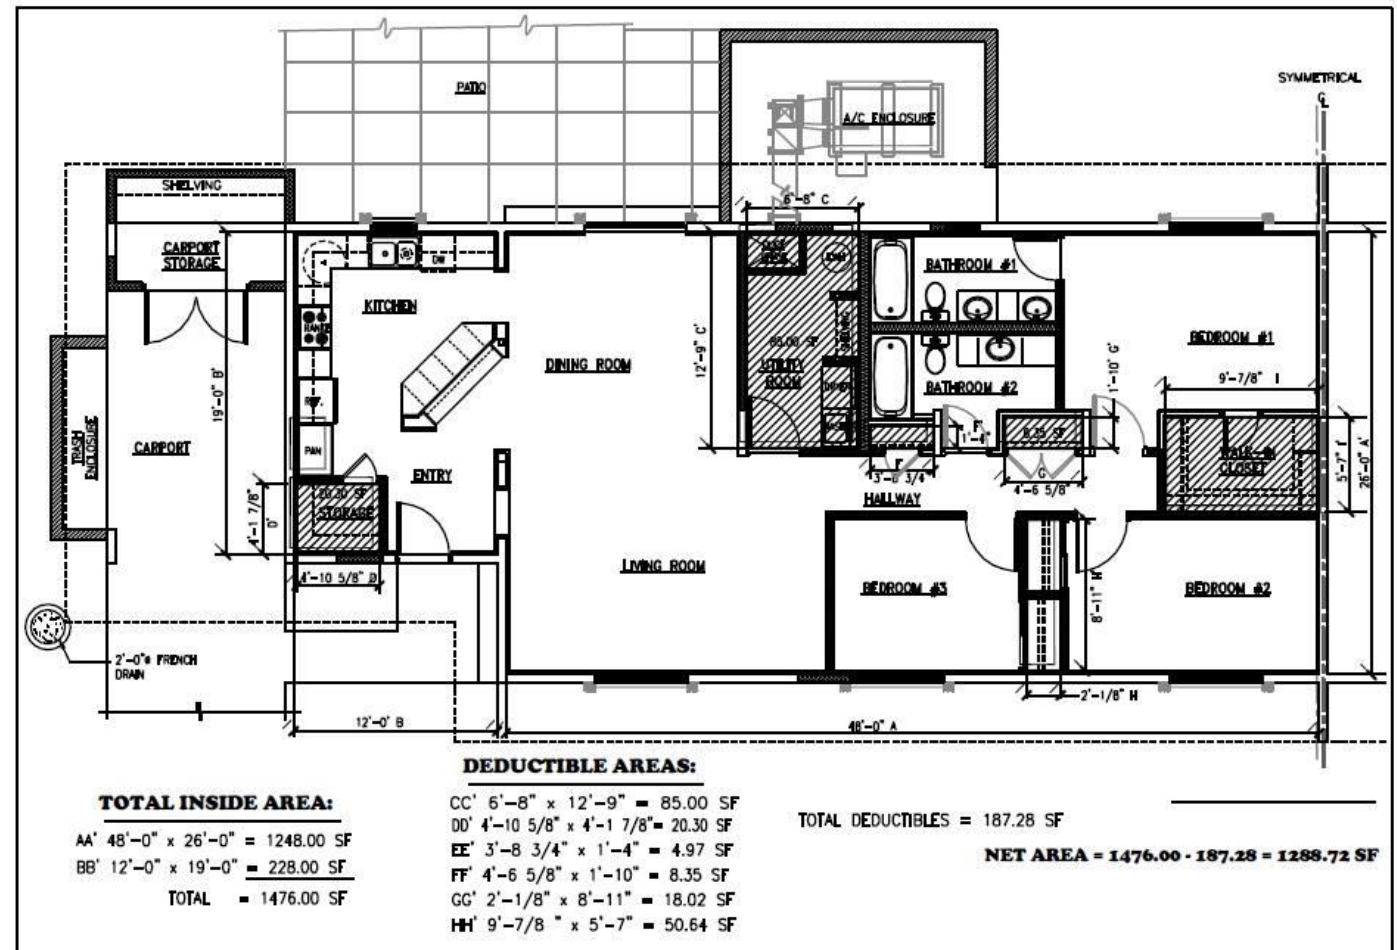 SYMMETRICAL
PATIO
A/C ENCLOSURE
SHELVING
6'-8" C
CARPORT
STORAGE
BATHROOM #1
KITCHEN
DW
RANGE
DINING ROOM
12'-9" C'
85.00 SF
UTILITY
ROOM
SHELVING
BEDROOM #1
1'-10" G'
9'-7/8" I
BATHROOM #2
19'-0" B'
REF.
TRASH
ENCLOSURE
CARPORT
PAN
ENTRY
F'
1'-4"
8.35 SF
WALK-IN
CLOSET
5'-7" I'
26'-0" A'
20.30 SF
STORAGE
4'-1 7/8"
D'
F
3'-8 3/4"
G
4'-6 5/8"
HALLWAY
4'-10 5/8" D
LIVING ROOM
BEDROOM #3
8'-11" H'
BEDROOM #2
2'-0"ø FRENCH
DRAIN
2'-1/8" H
12'-0" B
48'-0" A
TOTAL INSIDE AREA:
AA' 48'-0" x 26'-0" = 1248.00 SF
BB' 12'-0" x 19'-0" = 228.00 SF
TOTAL = 1476.00 SF
DEDUCTIBLE AREAS:
CC' 6'-8" x 12'-9" = 85.00 SF
DD' 4'-10 5/8" x 4'-1 7/8"= 20.30 SF
EE' 3'-8 3/4" x 1'-4" = 4.97 SF
FF' 4'-6 5/8" x 1'-10" = 8.35 SF
GG' 2'-1/8" x 8'-11" = 18.02 SF
HH' 9'-7/8 " x 5'-7" = 50.64 SF
TOTAL DEDUCTIBLES = 187.28 SF
NET AREA = 1476.00 - 187.28 = 1288.72 SF